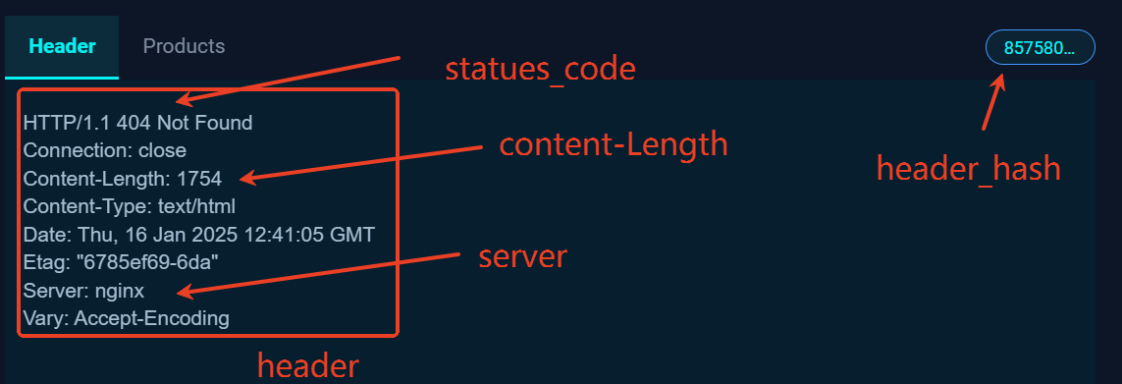 Header Products 857580...
statues_code
HTTP/1.1 404 Not Found
Connection: close
content-Length
Content-Length: 1754
header_hash
Content-Type: text/html
Date: Thu, 16 Jan 2025 12:41:05 GMT
Etag: "6785ef69-6da"
server
Server: nginx
Vary: Accept-Encoding
header